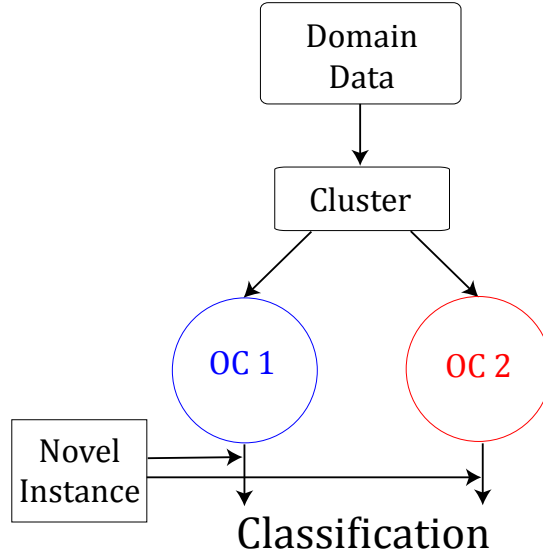 Domain
Data
Cluster
OC 1
OC 2
Novel
Instance
Classification